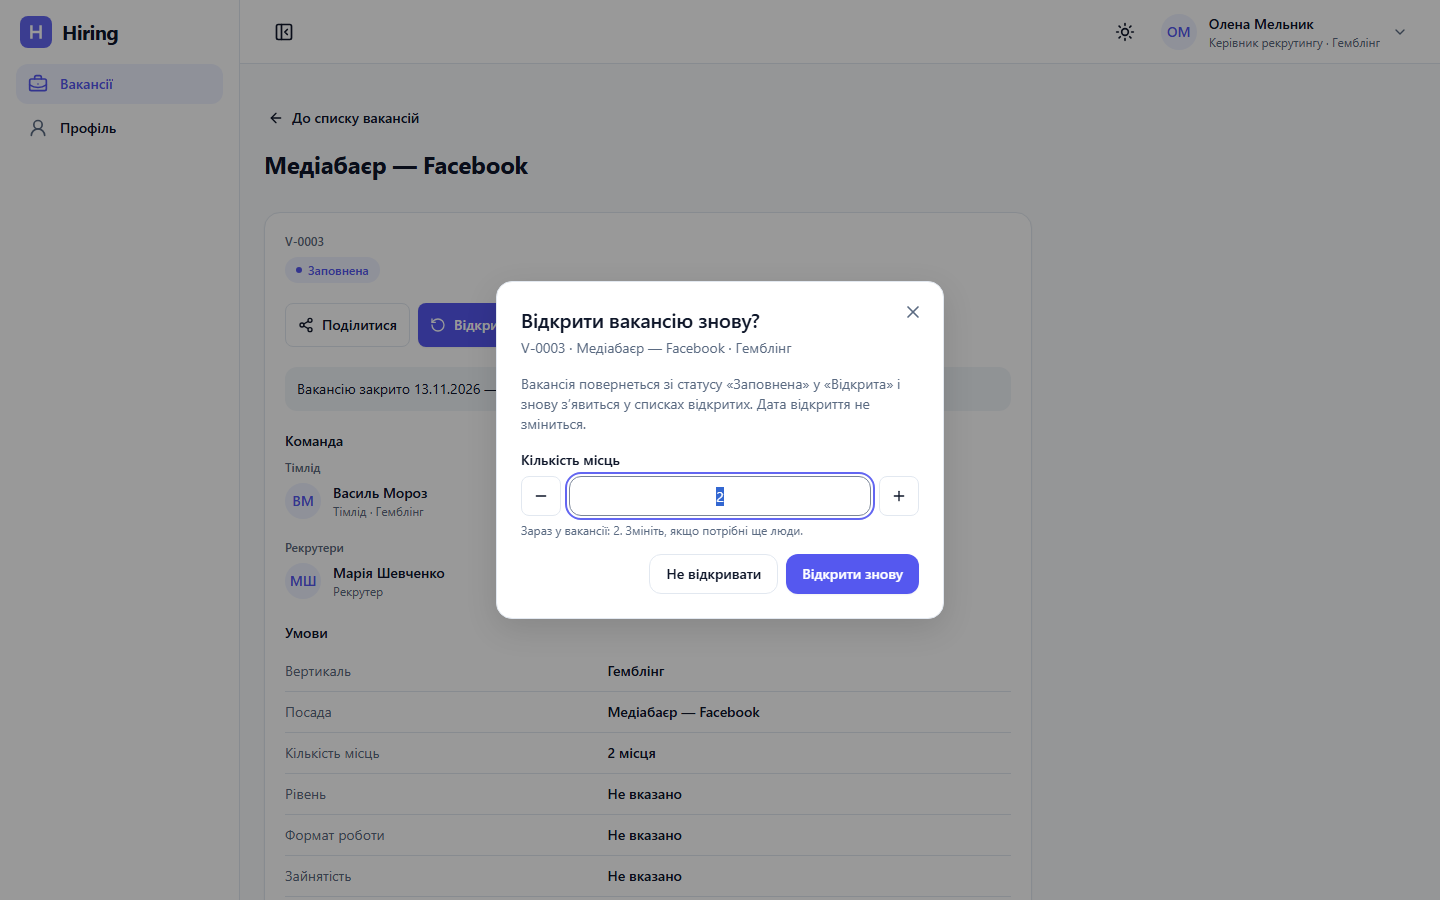 H Hiring
Вакансії
Профіль
ОМ
Олена Мельник
Керівник рекрутингу · Гемблінг
До списку вакансій
Медіабаєр — Facebook
V-0003
Заповнена
Поділитися
Вакансію закрито 13.11.2026 —
Команда
Тімлід
ВМ
Василь Мороз
Тімлід · Гемблінг
Рекрутери
МШ
Марія Шевченко
Рекрутер
Умови
Вертикаль Гемблінг
Посада Медіабаєр — Facebook
Кількість місць 2 місця
Рівень Не вказано
Формат роботи Не вказано
Зайнятість Не вказано
Відкрити вакансію знову?
V-0003 · Медіабаєр — Facebook · Гемблінг
Вакансія повернеться зі статусу «Заповнена» у «Відкрита» і
знову з’явиться у списках відкритих. Дата відкриття не
зміниться.
Кількість місць
2
Зараз у вакансії: 2. Змініть, якщо потрібні ще люди.
Не відкривати
Відкрити знову